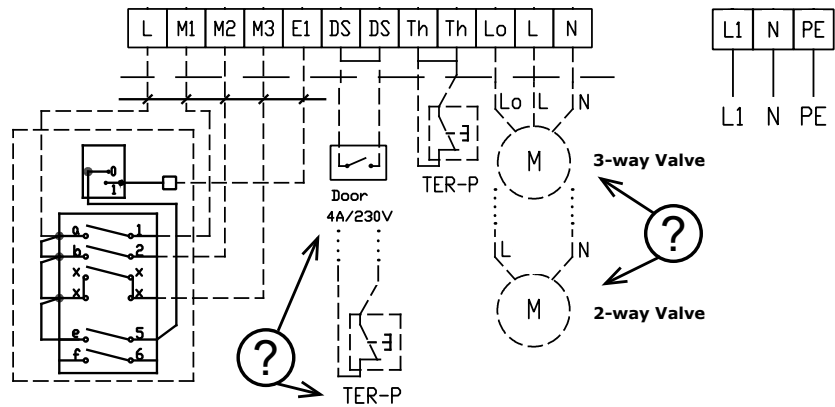 L M1 M2 M3 E1 DS DS Th Th Lo L N
L1 N PE
L1 N PE
Lo L N
M
3-way Valve
TER-P
0
1
Door
4A/230V
?
a 1
b 2
x x
x x
e 5
f 6
L N
M
2-way Valve
?
TER-P